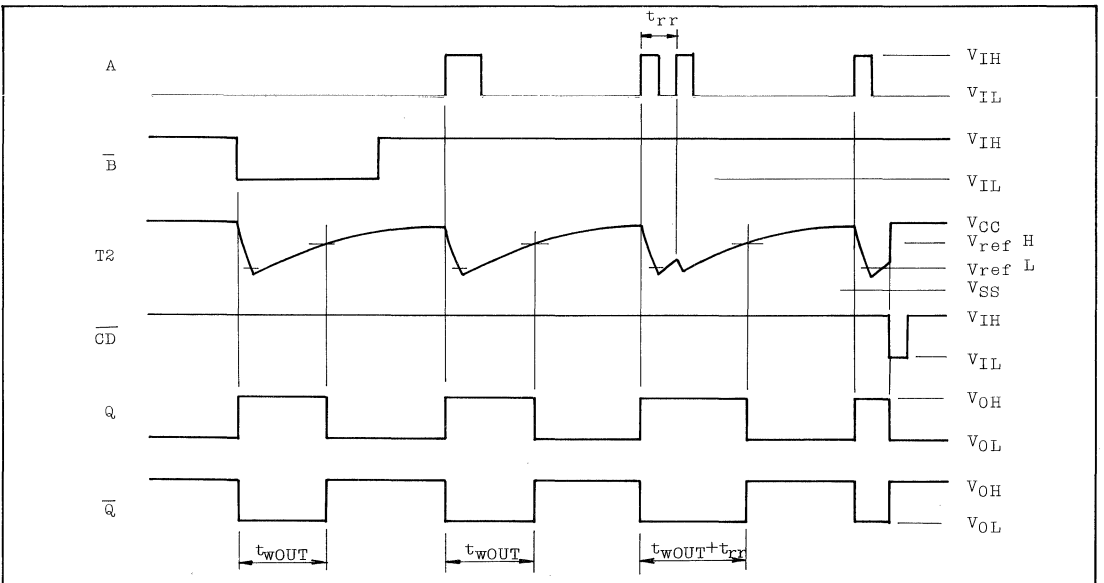 t_rr
A
V_IH
V_IL
B̅
V_IH
V_IL
T2
V_CC
V_ref H
V_ref L
V_SS
C̅D̅
V_IH
V_IL
Q
V_OH
V_OL
Q̅
V_OH
V_OL
t_wOUT
t_wOUT
t_wOUT+t_rr